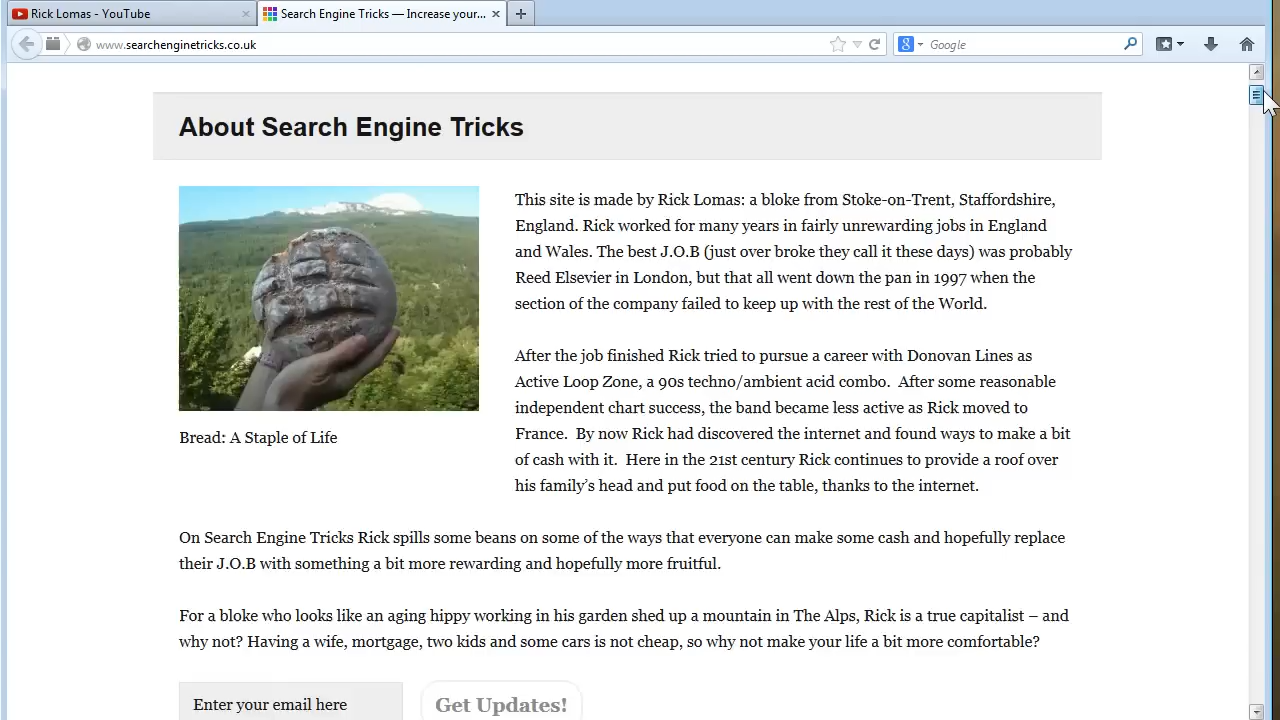 Rick Lomas - YouTube
Search Engine Tricks — Increase your...
www.searchenginetricks.co.uk
Google
About Search Engine Tricks
This site is made by Rick Lomas: a bloke from Stoke-on-Trent, Staffordshire,
England. Rick worked for many years in fairly unrewarding jobs in England
and Wales. The best J.O.B (just over broke they call it these days) was probably
Reed Elsevier in London, but that all went down the pan in 1997 when the
section of the company failed to keep up with the rest of the World.
After the job finished Rick tried to pursue a career with Donovan Lines as
Active Loop Zone, a 90s techno/ambient acid combo.  After some reasonable
independent chart success, the band became less active as Rick moved to
France.  By now Rick had discovered the internet and found ways to make a bit
of cash with it.  Here in the 21st century Rick continues to provide a roof over
his family's head and put food on the table, thanks to the internet.
Bread: A Staple of Life
On Search Engine Tricks Rick spills some beans on some of the ways that everyone can make some cash and hopefully replace
their J.O.B with something a bit more rewarding and hopefully more fruitful.
For a bloke who looks like an aging hippy working in his garden shed up a mountain in The Alps, Rick is a true capitalist – and
why not? Having a wife, mortgage, two kids and some cars is not cheap, so why not make your life a bit more comfortable?
Enter your email here
Get Updates!